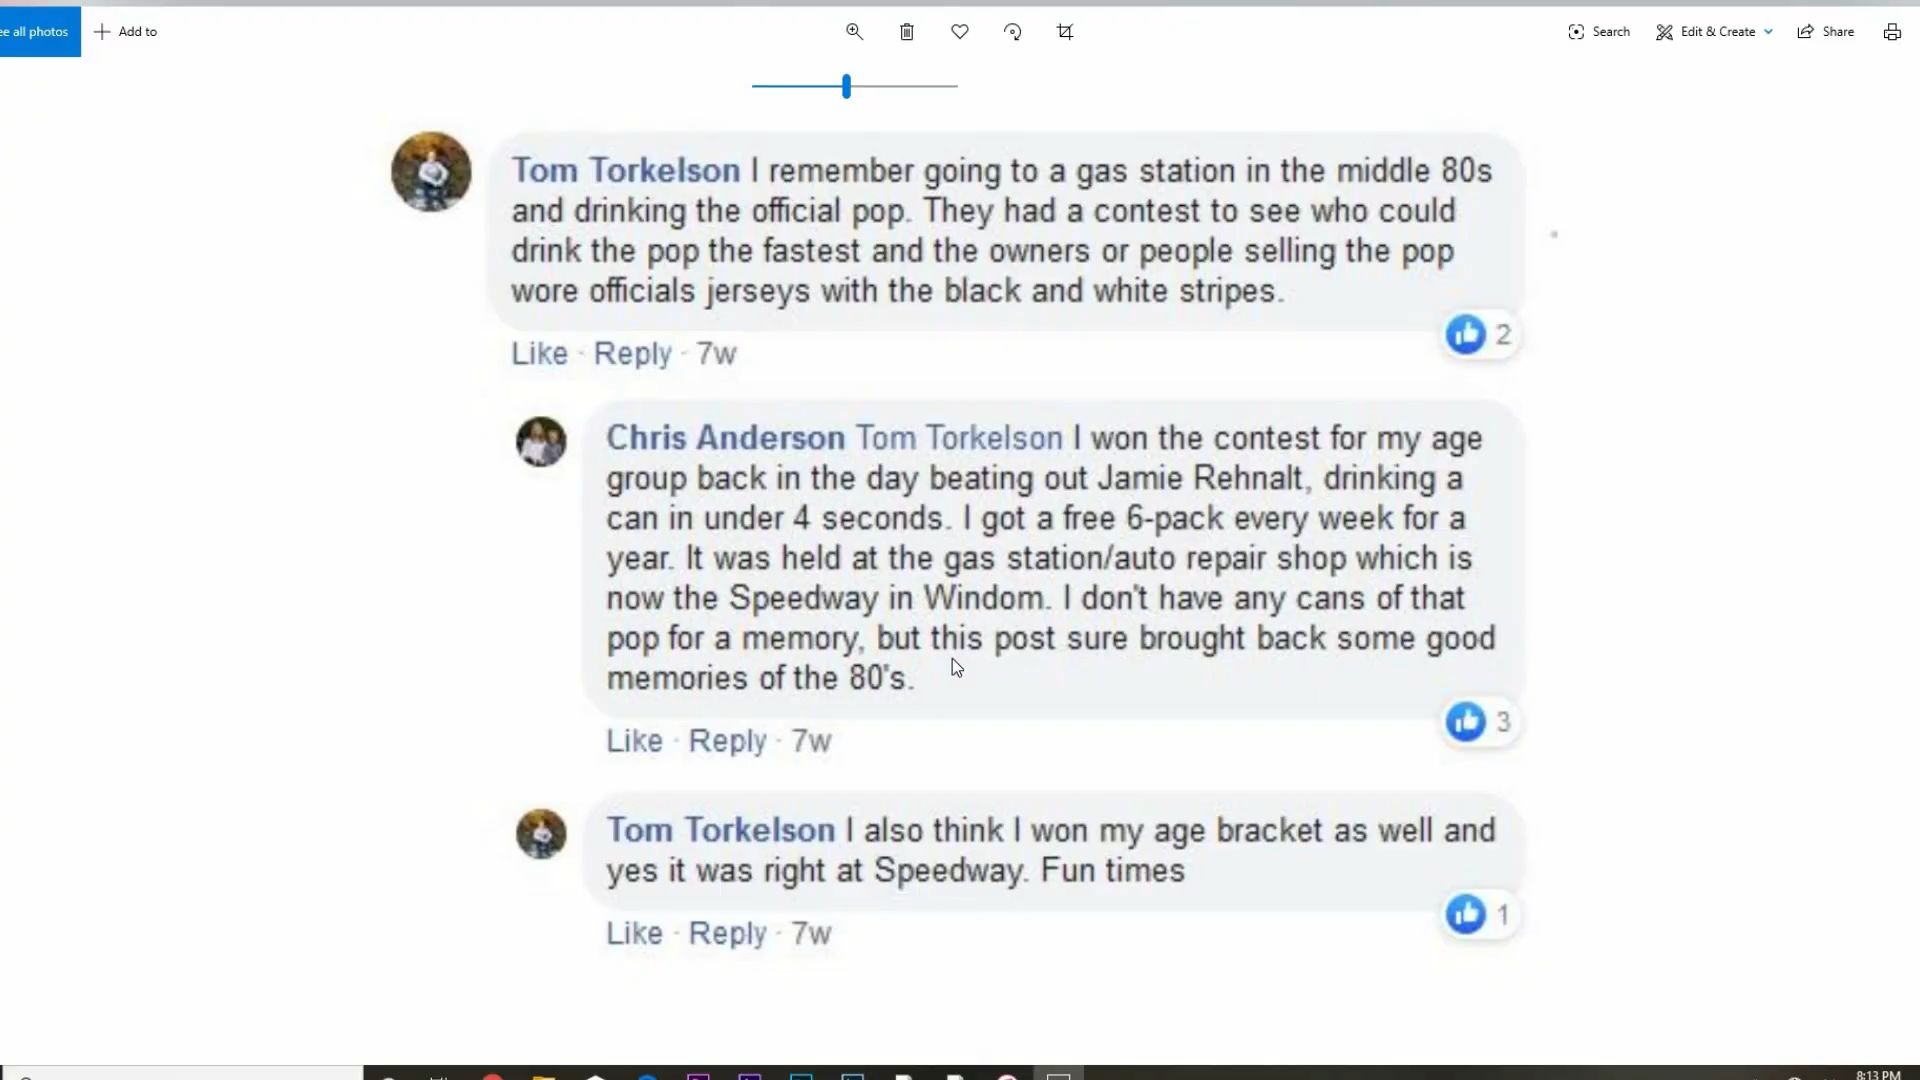 ee all photos
Add to
Search
Edit & Create
Share
Tom Torkelson I remember going to a gas station in the middle 80s
and drinking the official pop. They had a contest to see who could
drink the pop the fastest and the owners or people selling the pop
wore officials jerseys with the black and white stripes.
2
Like · Reply · 7w
Chris Anderson Tom Torkelson I won the contest for my age
group back in the day beating out Jamie Rehnalt, drinking a
can in under 4 seconds. I got a free 6-pack every week for a
year. It was held at the gas station/auto repair shop which is
now the Speedway in Windom. I don't have any cans of that
pop for a memory, but this post sure brought back some good
memories of the 80's.
3
Like · Reply · 7w
Tom Torkelson I also think I won my age bracket as well and
yes it was right at Speedway. Fun times
1
Like · Reply · 7w
8:13 PM